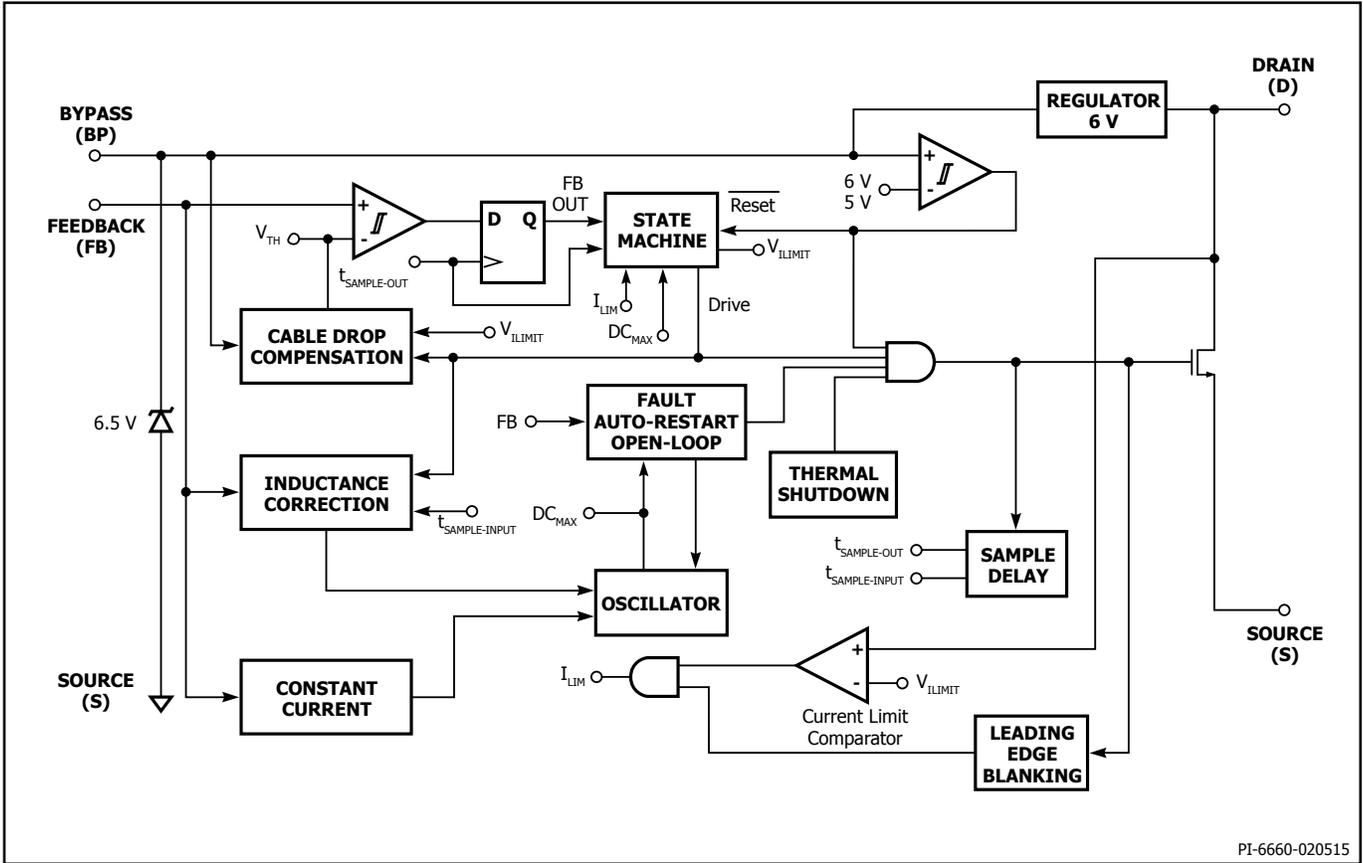 DRAIN
(D)
REGULATOR
6 V
BYPASS
(BP)
FEEDBACK
(FB)
+
-
V_TH
t_SAMPLE-OUT
D Q
FB
OUT
STATE
MACHINE
Reset
+
-
6 V
5 V
V_ILIMIT
I_LIM
DC_MAX
Drive
CABLE DROP
COMPENSATION
V_ILIMIT
6.5 V
FB
FAULT
AUTO-RESTART
OPEN-LOOP
THERMAL
SHUTDOWN
INDUCTANCE
CORRECTION
t_SAMPLE-INPUT
DC_MAX
t_SAMPLE-OUT
t_SAMPLE-INPUT
SAMPLE
DELAY
OSCILLATOR
SOURCE
(S)
SOURCE
(S)
CONSTANT
CURRENT
I_LIM
+
-
V_ILIMIT
Current Limit
Comparator
LEADING
EDGE
BLANKING
PI-6660-020515